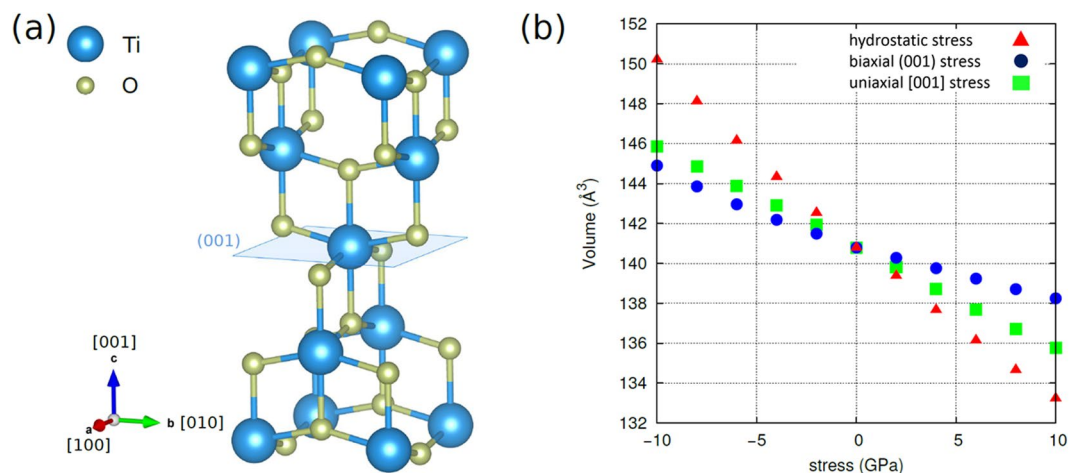 (a)
Ti
O
(001)
[001]
c
b [010]
a
[100]
(b)
hydrostatic stress
biaxial (001) stress
uniaxial [001] stress
Volume (Å³)
152
150
148
146
144
142
140
138
136
134
132
−10 −5 0 5 10
stress (GPa)